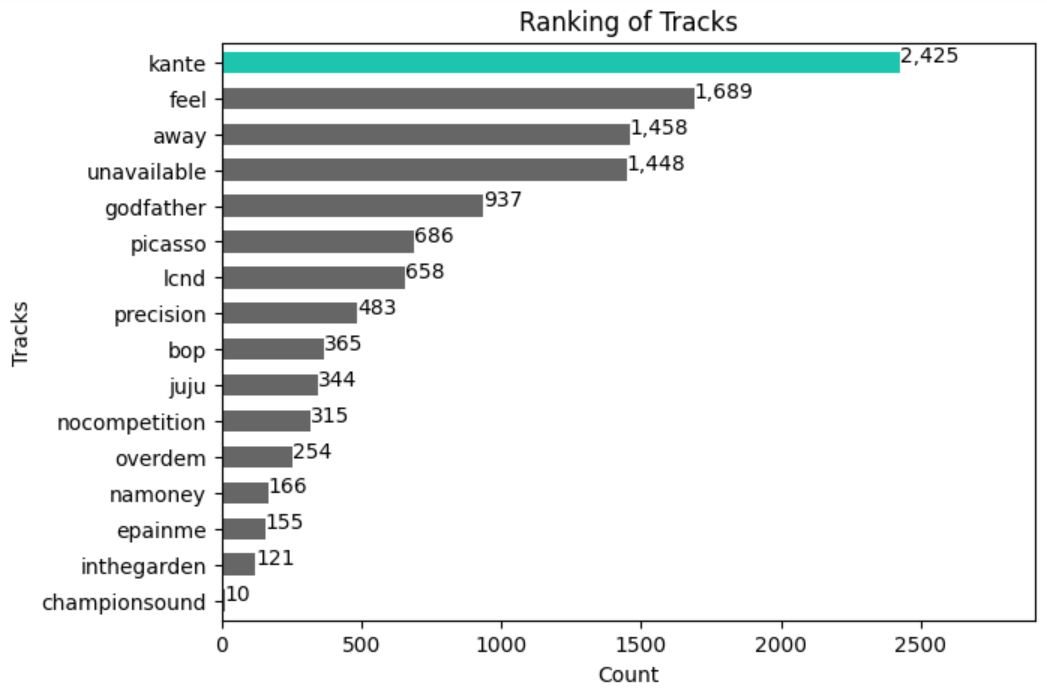 Ranking of Tracks
Tracks
kante 2,425
feel 1,689
away 1,458
unavailable 1,448
godfather 937
picasso 686
lcnd 658
precision 483
bop 365
juju 344
nocompetition 315
overdem 254
namoney 166
epainme 155
inthegarden 121
championsound 10
0 500 1000 1500 2000 2500
Count